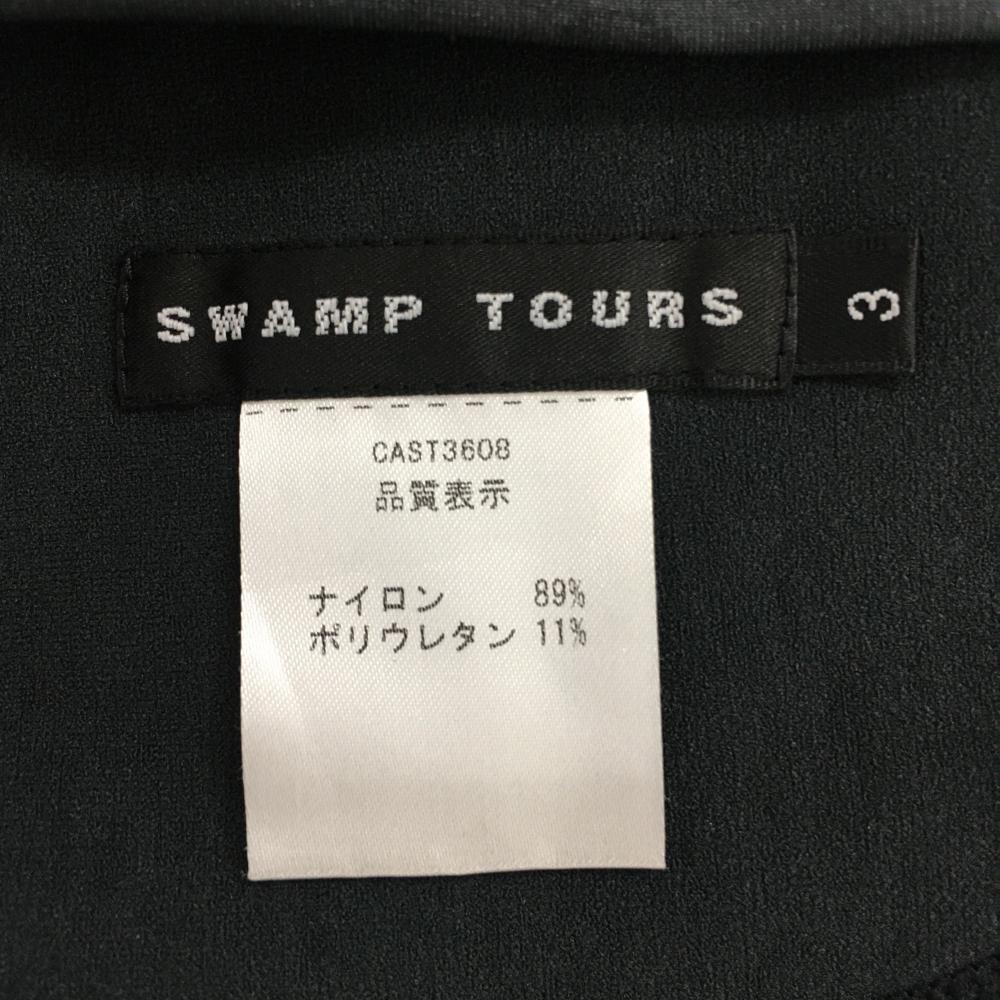 SWAMP TOURS
3
CAST3608
品質表示
ナイロン 89%
ポリウレタン 11%